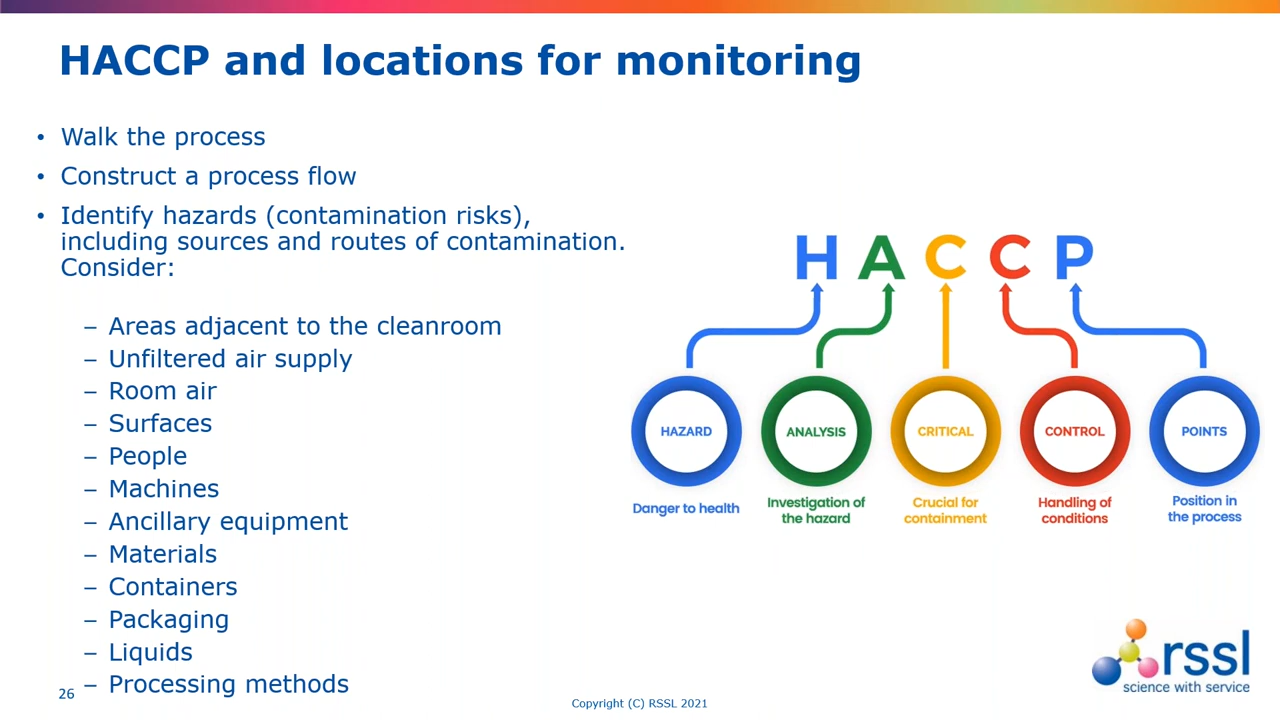 HACCP and locations for monitoring
• Walk the process
• Construct a process flow
• Identify hazards (contamination risks),
including sources and routes of contamination.
Consider:
– Areas adjacent to the cleanroom
– Unfiltered air supply
– Room air
– Surfaces
– People
– Machines
– Ancillary equipment
– Materials
– Containers
– Packaging
– Liquids
– Processing methods
H A C C P
HAZARD
ANALYSIS
CRITICAL
CONTROL
POINTS
Danger to health
Investigation of
the hazard
Crucial for
containment
Handling of
conditions
Position in
the process
rssl
science with service
26
Copyright (C) RSSL 2021